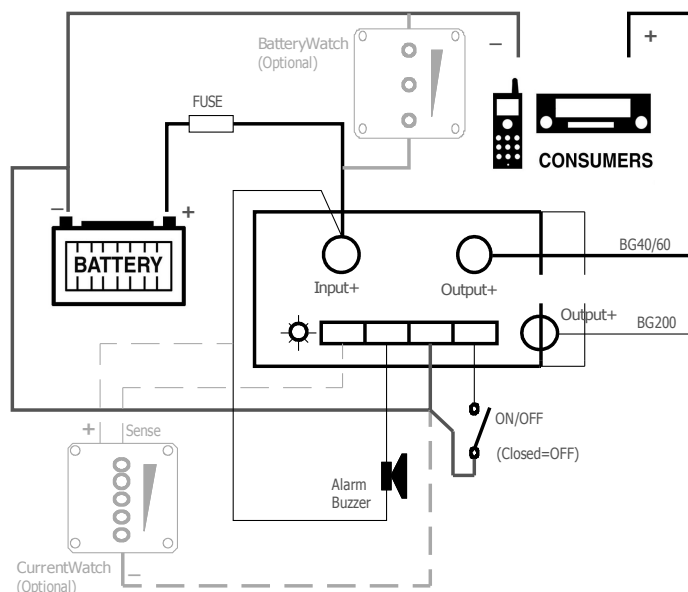 BatteryWatch
(Optional)
−
+
FUSE
CONSUMERS
−
+
BATTERY
Input+
Output+
BG40/60
Output+
BG200
+
Sense
ON/OFF
(Closed=OFF)
Alarm
Buzzer
CurrentWatch
(Optional)
−